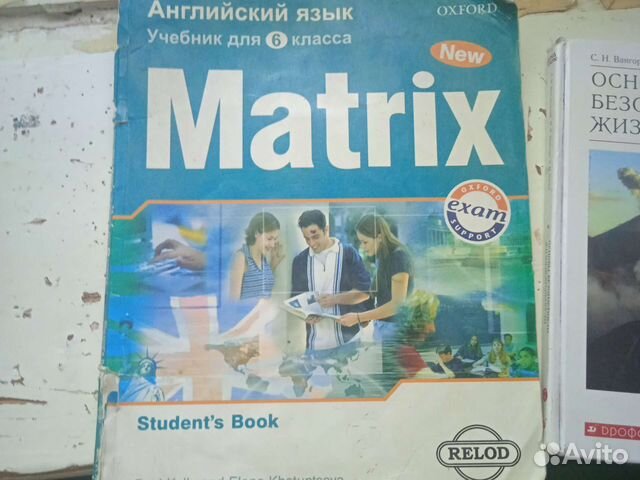 Английский язык
OXFORD
Учебник для 6 класса
New
Matrix
OXFORD
exam
SUPPORT
Student's Book
RELOD
С. Н. Вангор
ОСН
БЕЗО
ЖИЗ
Avito